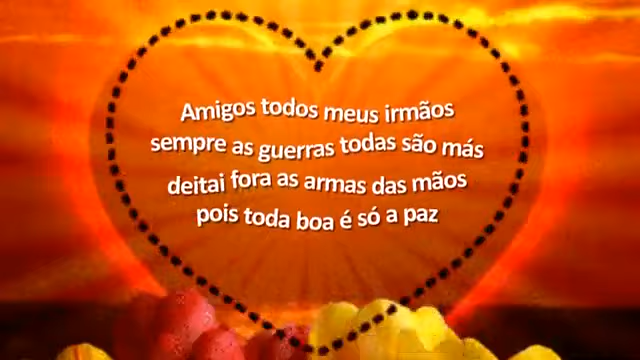 Amigos todos meus irmãos
sempre as guerras todas são más
deitai fora as armas das mãos
pois toda boa é só a paz